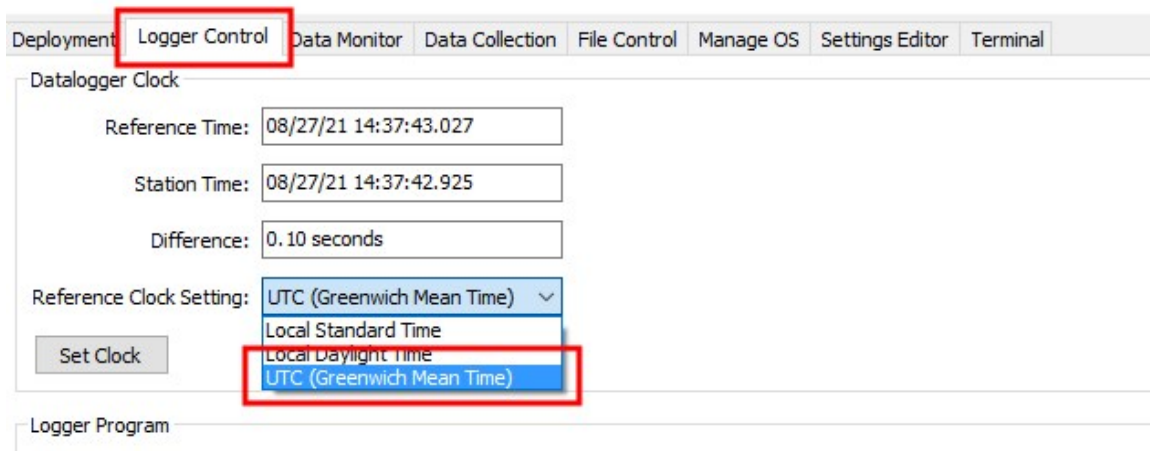 Deployment Logger Control Data Monitor Data Collection File Control Manage OS Settings Editor Terminal
Datalogger Clock
Reference Time: 08/27/21 14:37:43.027
Station Time: 08/27/21 14:37:42.925
Difference: 0.10 seconds
Reference Clock Setting: UTC (Greenwich Mean Time)
Local Standard Time
Set Clock Local Daylight Time
UTC (Greenwich Mean Time)
Logger Program